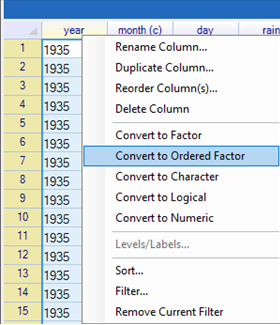 year month (c) day rain
1 1935 Rename Column...
2 1935 Duplicate Column...
3 1935 Reorder Column(s)...
4 1935 Delete Column
5 1935
6 1935 Convert to Factor
7 1935 Convert to Ordered Factor
8 1935 Convert to Character
9 1935 Convert to Logical
10 1935 Convert to Numeric
11 1935 Levels/Labels...
12 1935
13 1935 Sort...
14 1935 Filter...
15 1935 Remove Current Filter